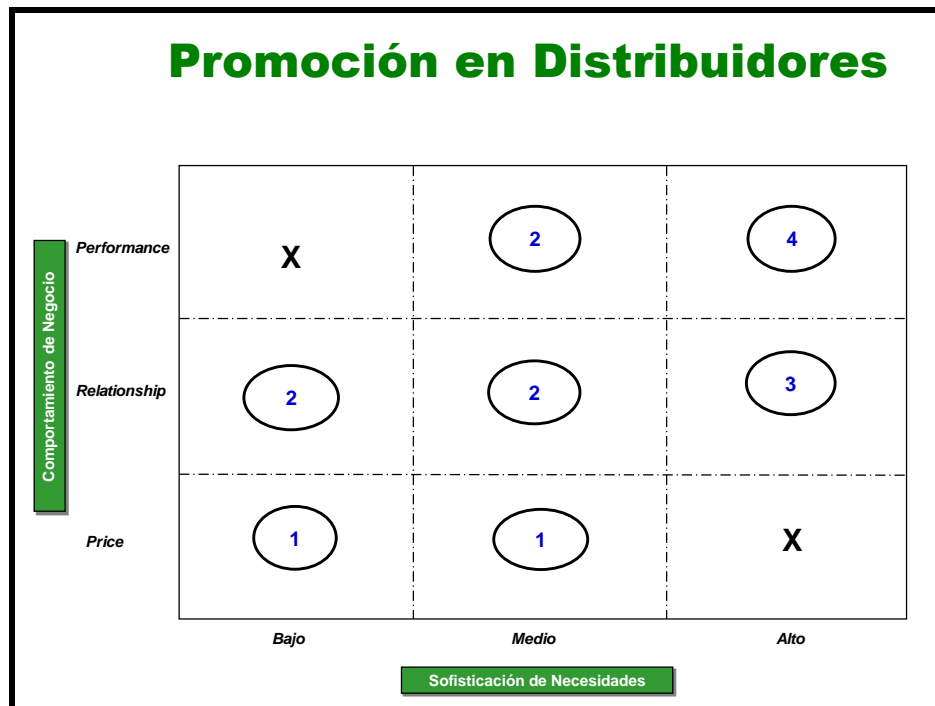 Promoción en Distribuidores
Comportamiento de Negocio
Performance
X
2
4
Relationship
2
2
3
Price
1
1
X
Bajo
Medio
Alto
Sofisticación de Necesidades